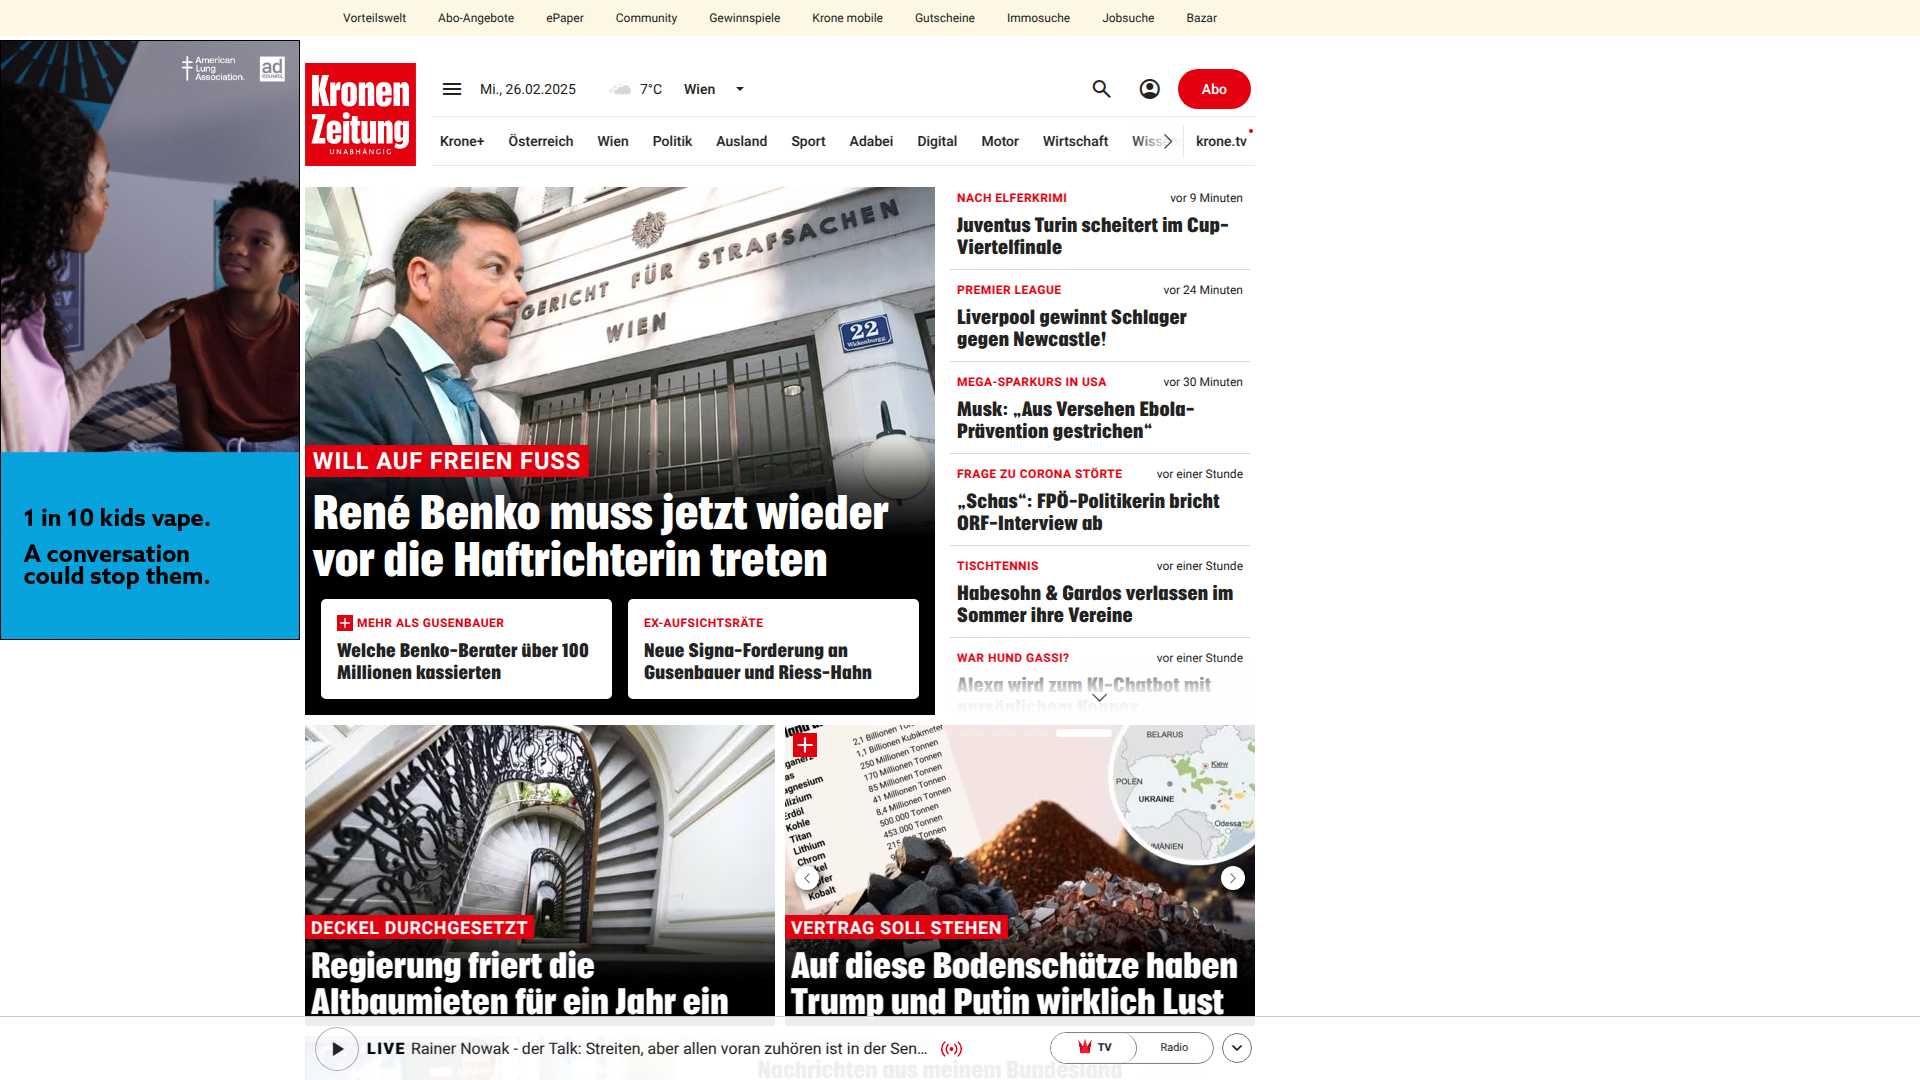 Vorteilswelt Abo-Angebote ePaper Community Gewinnspiele Krone mobile Gutscheine Immosuche Jobsuche Bazar
American
Lung
Association.
ad
COUNCIL
1 in 10 kids vape.
A conversation
could stop them.
Kronen
Zeitung
UNABHÄNGIG
Mi., 26.02.2025 7°C Wien
Abo
Krone+ Österreich Wien Politik Ausland Sport Adabei Digital Motor Wirtschaft krone.tv
GERICHT FÜR STRAFSACHEN
WIEN
22
Wickenburgg
WILL AUF FREIEN FUSS
René Benko muss jetzt wieder
vor die Haftrichterin treten
MEHR ALS GUSENBAUER
Welche Benko-Berater über 100
Millionen kassierten
EX-AUFSICHTSRÄTE
Neue Signa-Forderung an
Gusenbauer und Riess-Hahn
NACH ELFERKRIMI vor 9 Minuten
Juventus Turin scheitert im Cup-
Viertelfinale
PREMIER LEAGUE vor 24 Minuten
Liverpool gewinnt Schlager
gegen Newcastle!
MEGA-SPARKURS IN USA vor 30 Minuten
Musk: „Aus Versehen Ebola-
Prävention gestrichen“
FRAGE ZU CORONA STÖRTE vor einer Stunde
„Schas“: FPÖ-Politikerin bricht
ORF-Interview ab
TISCHTENNIS vor einer Stunde
Habesohn & Gardos verlassen im
Sommer ihre Vereine
WAR HUND GASSI? vor einer Stunde
Alexa wird zum KI-Chatbot mit
DECKEL DURCHGESETZT
Regierung friert die
Altbaumieten für ein Jahr ein
2,1 Billionen
1,1 Billionen Kubikmeter
250 Millionen Tonnen
170 Millionen Tonnen
85 Millionen Tonnen
41 Millionen Tonnen
8,4 Millionen Tonnen
500.000 Tonnen
453.000 Tonnen
Tonnen
Erdöl
Kohle
Titan
Lithium
Chrom
Kobalt
BELARUS
Kiew
POLEN
UKRAINE
Odessa
VERTRAG SOLL STEHEN
Auf diese Bodenschätze haben
Trump und Putin wirklich Lust
LIVE Rainer Nowak - der Talk: Streiten, aber allen voran zuhören ist in der Sen...
TV Radio
Nachrichten aus meinem Bundesland